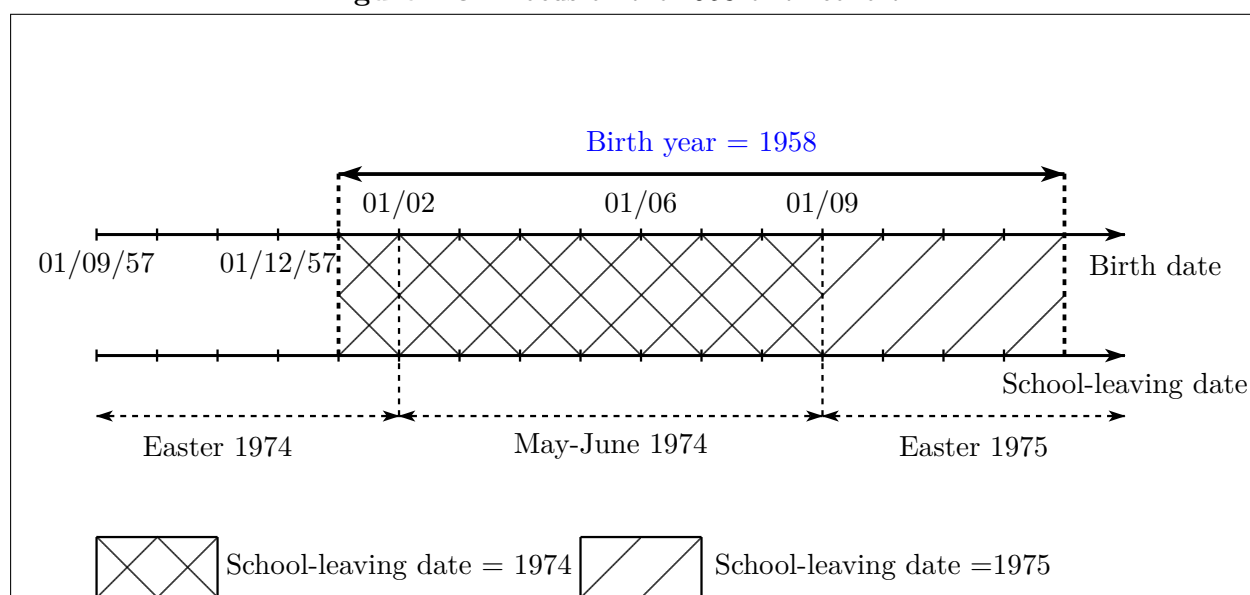 Birth year = 1958
01/02 01/06 01/09
01/09/57 01/12/57 Birth date
School-leaving date
Easter 1974 May-June 1974 Easter 1975
School-leaving date = 1974 School-leaving date =1975